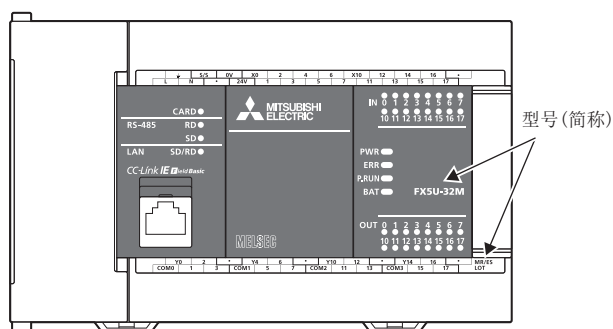 ⏚ S/S 0V X0 2 4 6 X10 12 14 16 •
L N • 24V 1 3 5 7 11 13 15 17
CARD
RS-485 RD
SD
LAN SD/RD
CC-Link IE Field Basic
MITSUBISHI
ELECTRIC
MELSEC
IN 0 1 2 3 4 5 6 7
10 11 12 13 14 15 16 17
PWR
ERR
P.RUN
BAT FX5U-32M
OUT 0 1 2 3 4 5 6 7
10 11 12 13 14 15 16 17
型号(简称)
Y0 2 • Y4 6 • Y10 12 • Y14 16 • MR/ES
COM0 1 3 COM1 5 7 COM2 11 13 COM3 15 17 LOT